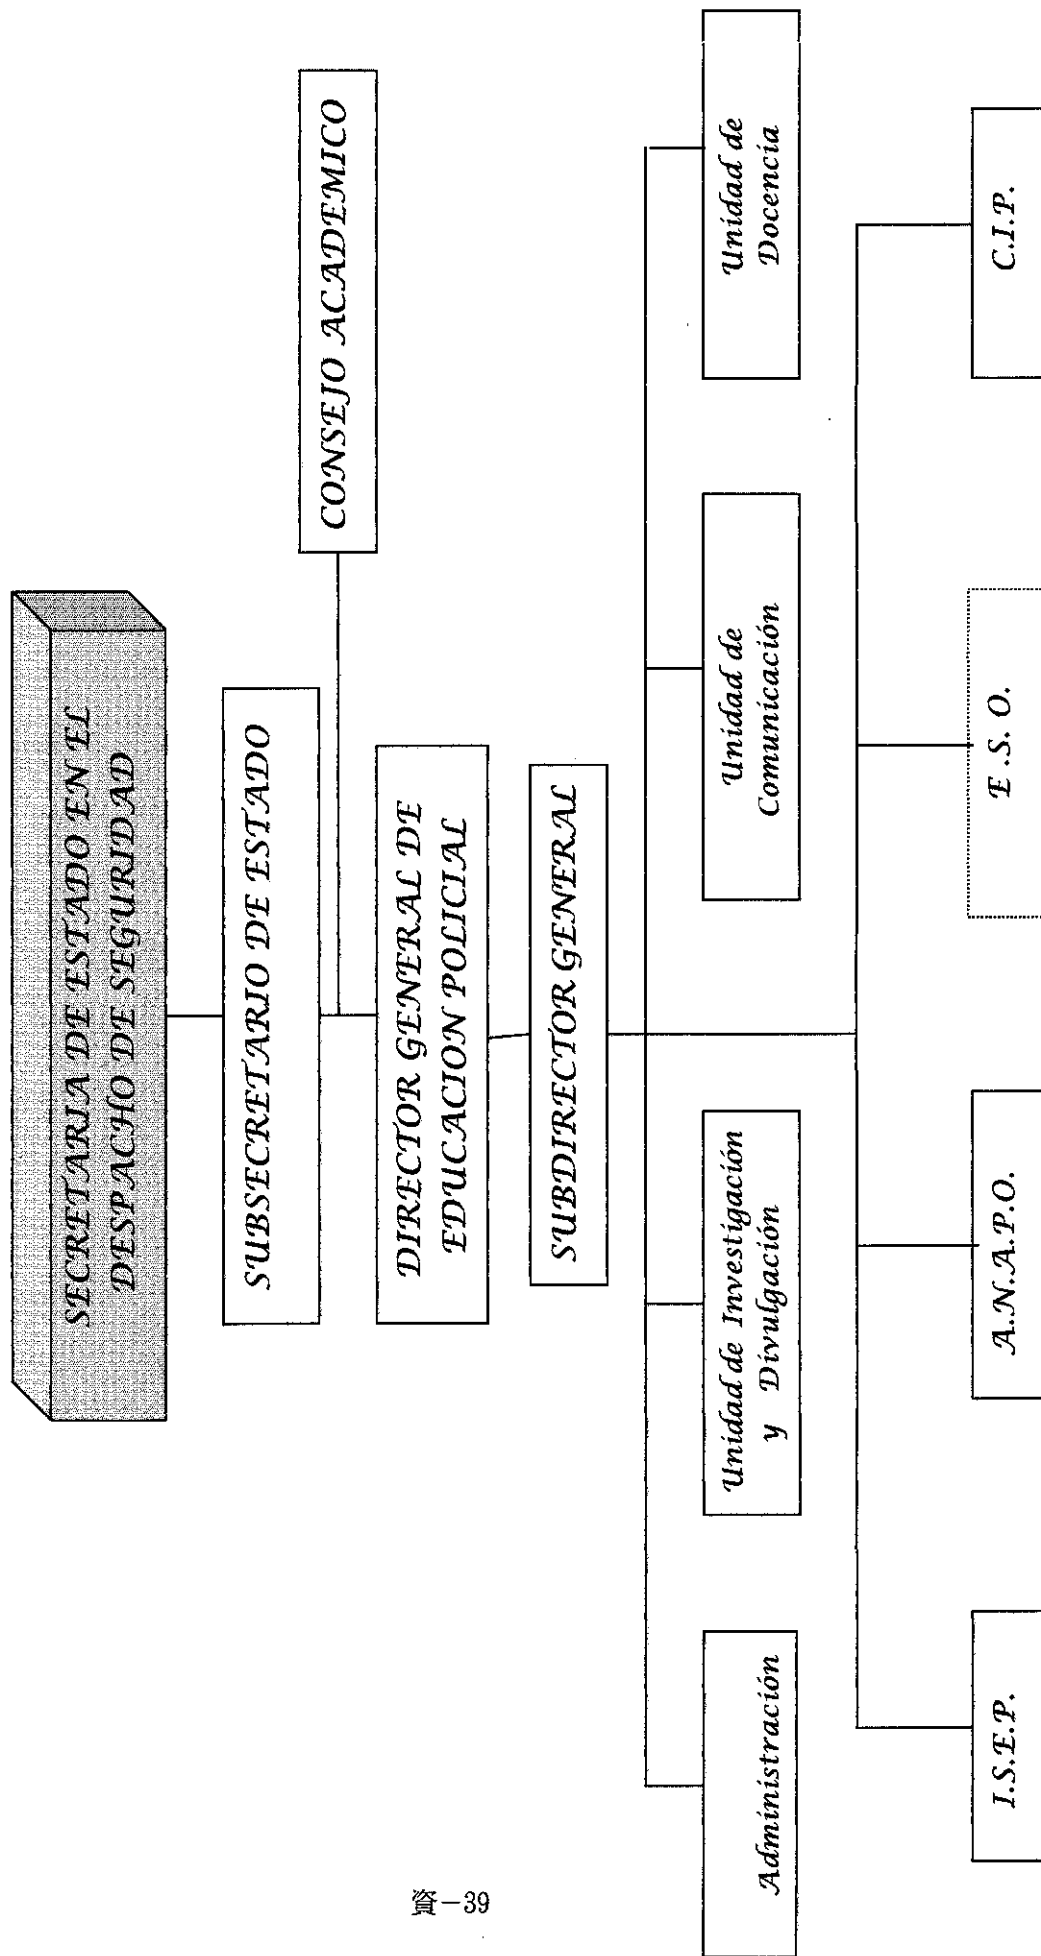 SECRETARIA DE ESTADO EN EL
DESPACHO DE SEGURIDAD
SUBSECRETARIO DE ESTADO
CONSEJO ACADEMICO
DIRECTOR GENERAL DE
EDUCACION POLICIAL
SUBDIRECTOR GENERAL
Administración
Unidad de Investigación
y Divulgación
Unidad de
Comunicación
Unidad de
Docencia
I.S.E.P.
A.N.A.P.O.
E .S. O.
C.I.P.
資-39